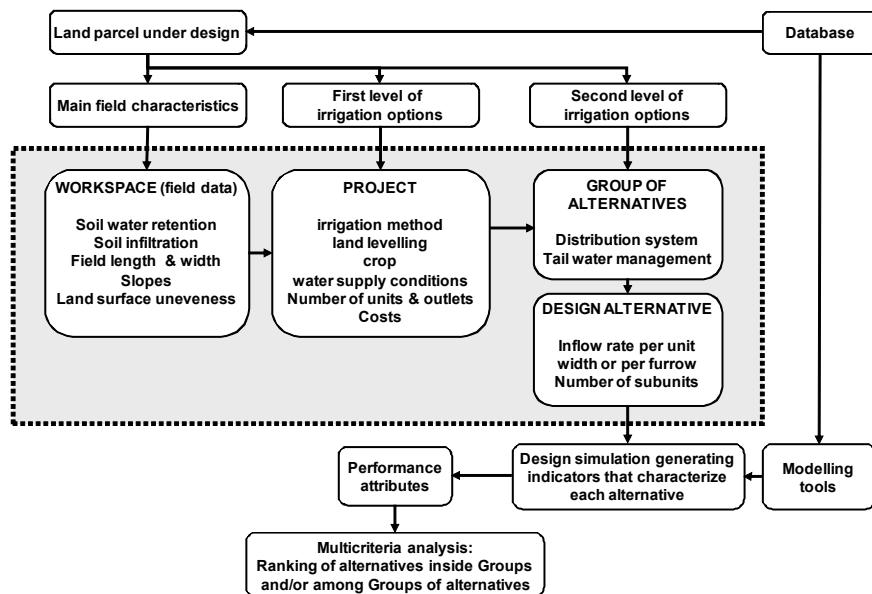 Land parcel under design
Database
Main field characteristics
First level of
irrigation options
Second level of
irrigation options
WORKSPACE (field data)
Soil water retention
Soil infiltration
Field length & width
Slopes
Land surface uneveness
PROJECT
irrigation method
land levelling
crop
water supply conditions
Number of units & outlets
Costs
GROUP OF
ALTERNATIVES
Distribution system
Tail water management
DESIGN ALTERNATIVE
Inflow rate per unit
width or per furrow
Number of subunits
Performance
attributes
Design simulation generating
indicators that characterize
each alternative
Modelling
tools
Multicriteria analysis:
Ranking of alternatives inside Groups
and/or among Groups of alternatives